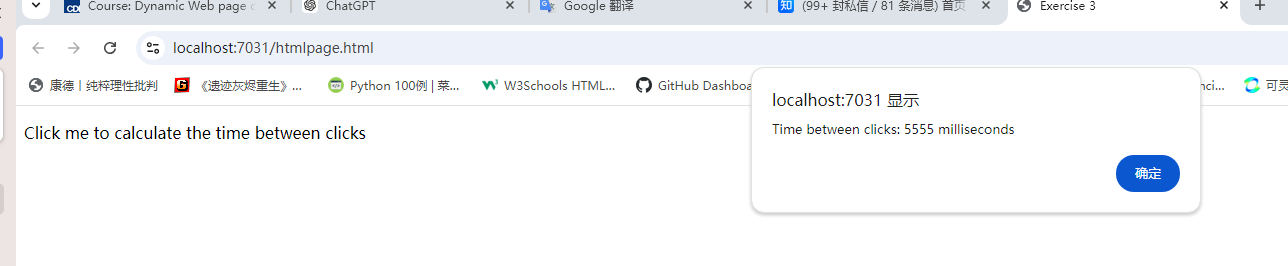 Course: Dynamic Web page
ChatGPT
Google 翻译
(99+ 封私信 / 81 条消息) 首页
Exercise 3
localhost:7031/htmlpage.html
康德丨纯粹理性批判
《遗迹灰烬重生》...
Python 100例 | 菜...
W3Schools HTML...
GitHub Dashboa
nci...
可灵
localhost:7031 显示
Time between clicks: 5555 milliseconds
确定
Click me to calculate the time between clicks